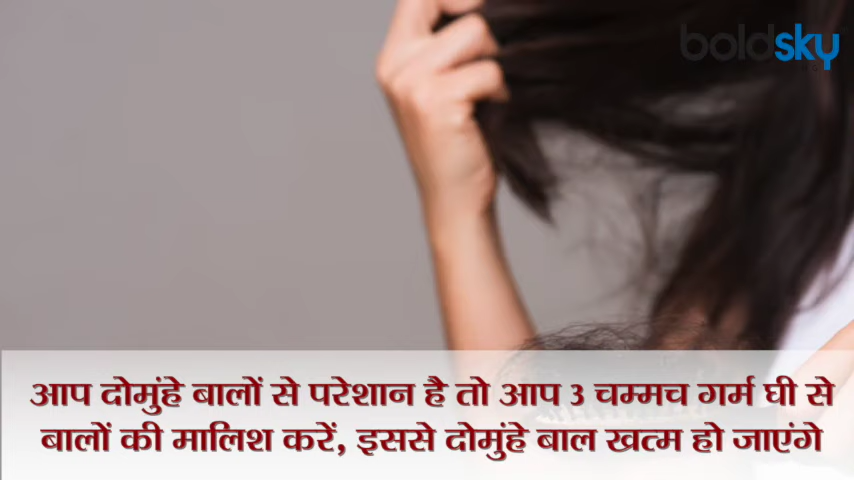 boldsky
आप दोमुंहे बालों से परेशान है तो आप 3 चम्मच गर्म घी से
बालों की मालिश करें, इससे दोमुंहे बाल खत्म हो जाएंगे